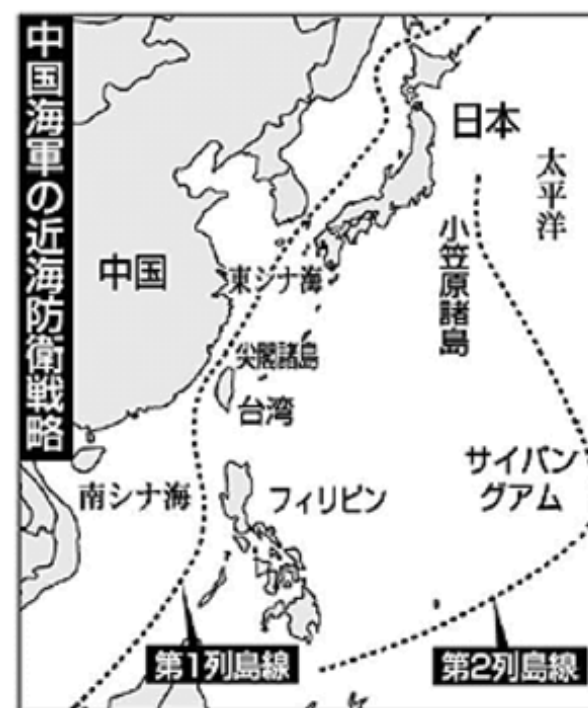 中国海軍の近海防衛戦略
日本
太平洋
小笠原諸島
中国
東シナ海
尖閣諸島
台湾
サイパン
グアム
南シナ海
フィリピン
第1列島線
第2列島線